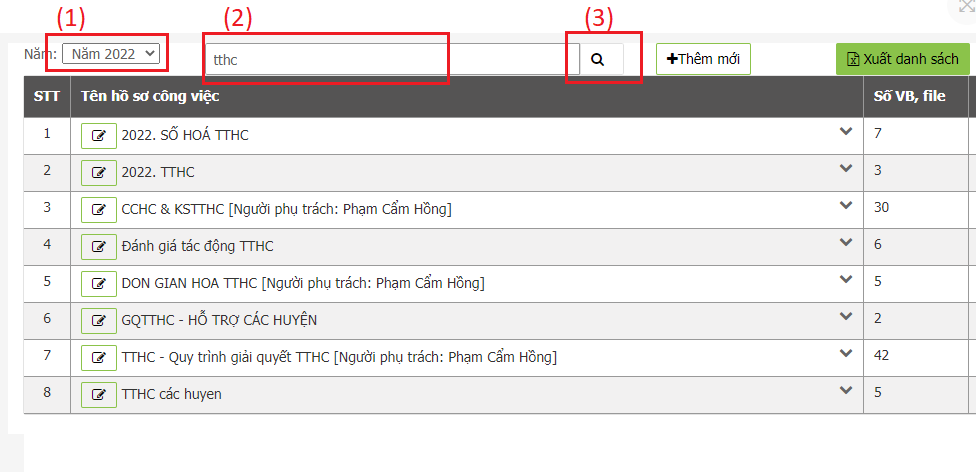 (1) (2) (3)
Năm: Năm 2022 tthc Thêm mới Xuất danh sách
STT Tên hồ sơ công việc Số VB, file
1 2022. SỐ HOÁ TTHC 7
2 2022. TTHC 3
3 CCHC & KSTTHC [Người phụ trách: Phạm Cẩm Hồng] 30
4 Đánh giá tác động TTHC 6
5 DON GIAN HOA TTHC [Người phụ trách: Phạm Cẩm Hồng] 5
6 GQTTHC - HỖ TRỢ CÁC HUYỆN 2
7 TTHC - Quy trình giải quyết TTHC [Người phụ trách: Phạm Cẩm Hồng] 42
8 TTHC các huyen 5